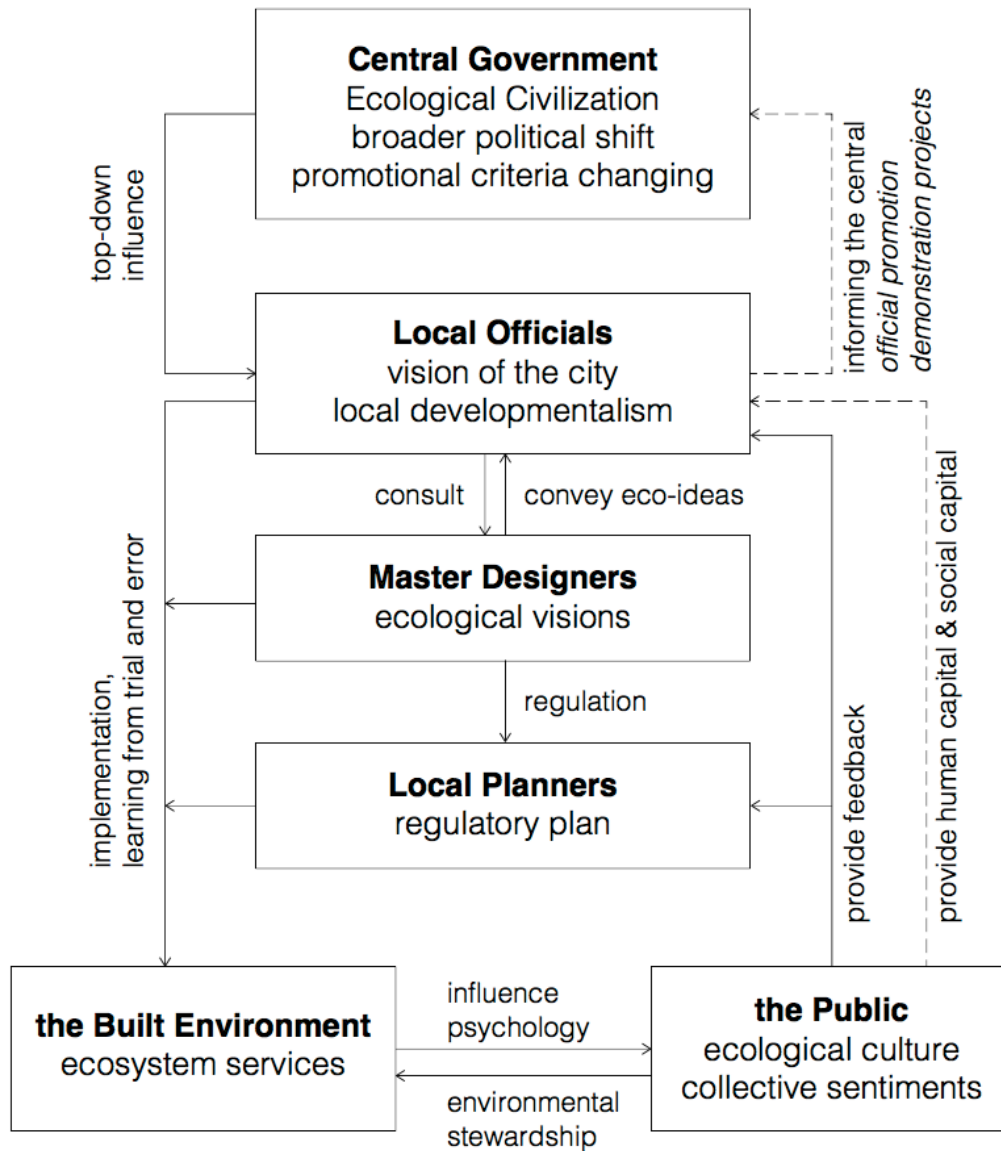 Central Government
Ecological Civilization
broader political shift
promotional criteria changing
top-down
influence
informing the central
official promotion
demonstration projects
Local Officials
vision of the city
local developmentalism
consult
convey eco-ideas
Master Designers
ecological visions
regulation
Local Planners
regulatory plan
implementation,
learning from trial and error
provide feedback
provide human capital & social capital
the Built Environment
ecosystem services
influence
psychology
environmental
stewardship
the Public
ecological culture
collective sentiments